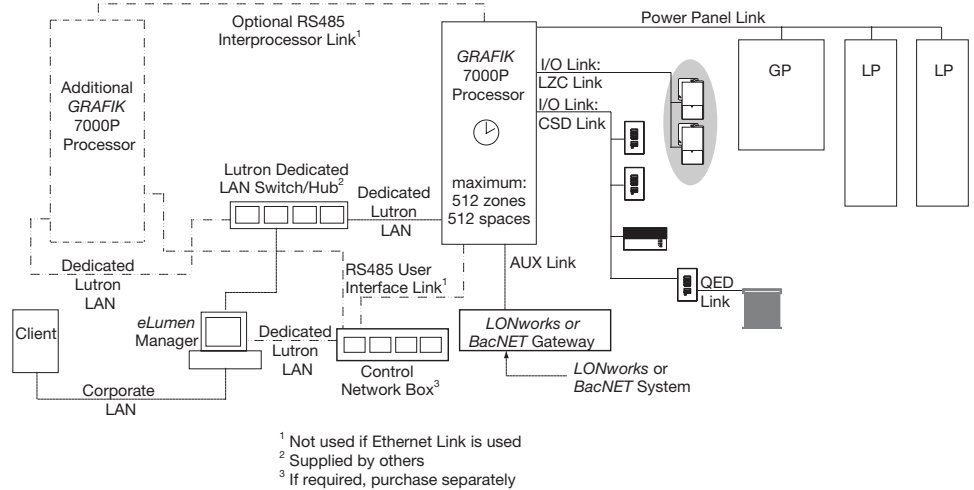 Optional RS485
Interprocessor Link¹
Power Panel Link
Additional
GRAFIK
7000P
Processor
GRAFIK
7000P
Processor
maximum:
512 zones
512 spaces
I/O Link:
LZC Link
I/O Link:
CSD Link
GP
LP
LP
Lutron Dedicated
LAN Switch/Hub²
Dedicated
Lutron
LAN
Dedicated
Lutron
LAN
RS485 User
Interface Link¹
AUX Link
QED
Link
Client
eLumen
Manager
Dedicated
Lutron
LAN
LONworks or
BacNET Gateway
Control
Network Box³
LONworks or
BacNET System
Corporate
LAN
¹ Not used if Ethernet Link is used
² Supplied by others
³ If required, purchase separately